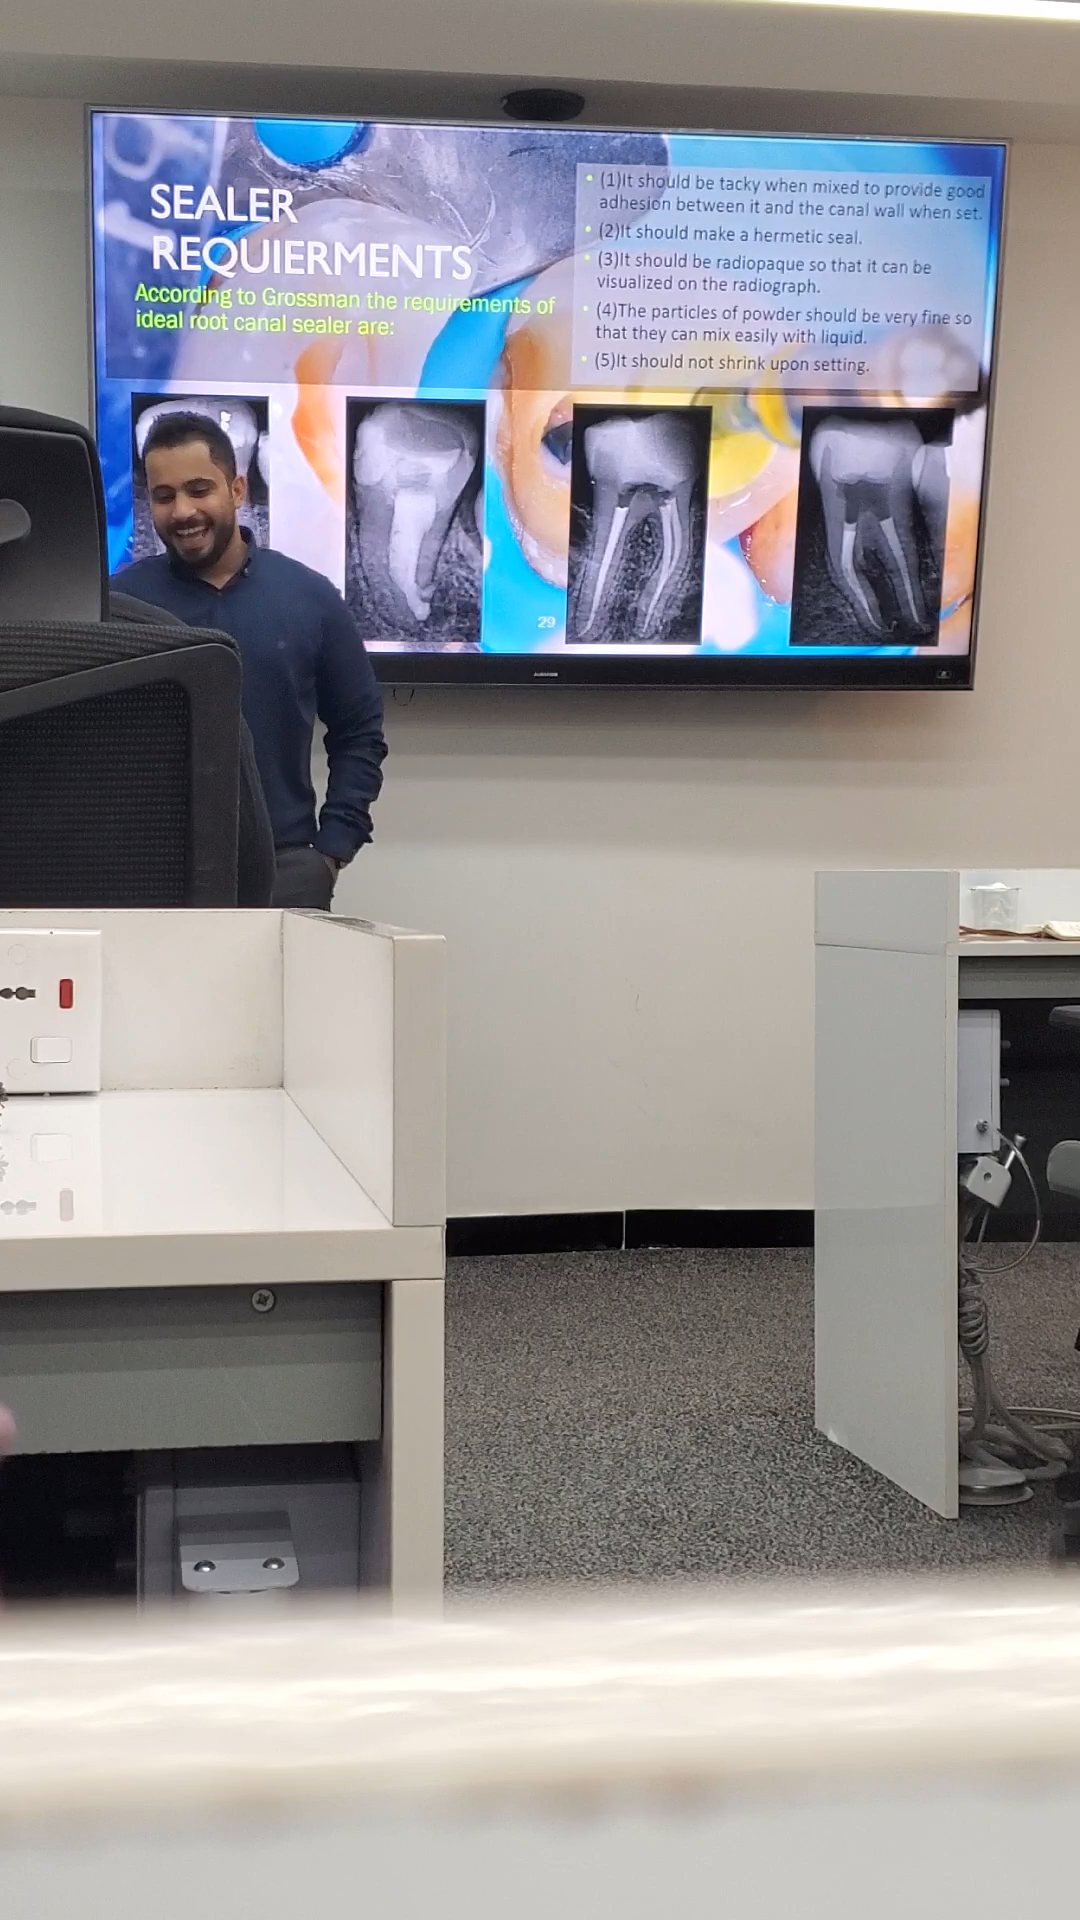 SEALER
REQUIERMENTS
According to Grossman the requirements of
ideal root canal sealer are:
• (1)It should be tacky when mixed to provide good
adhesion between it and the canal wall when set.
• (2)It should make a hermetic seal.
• (3)It should be radiopaque so that it can be
visualized on the radiograph.
• (4)The particles of powder should be very fine so
that they can mix easily with liquid.
• (5)It should not shrink upon setting.
29